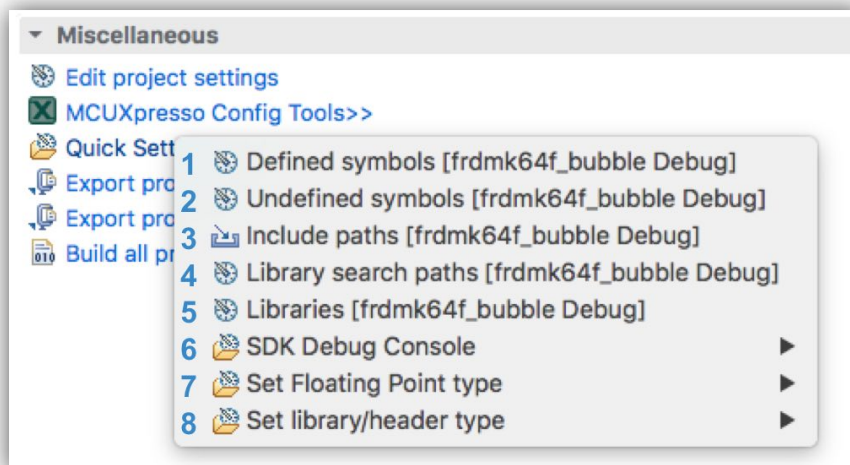 Miscellaneous
Edit project settings
MCUXpresso Config Tools>>
Quick Sett
Export pro
Export pro
Build all pr
1 Defined symbols [frdmk64f_bubble Debug]
2 Undefined symbols [frdmk64f_bubble Debug]
3 Include paths [frdmk64f_bubble Debug]
4 Library search paths [frdmk64f_bubble Debug]
5 Libraries [frdmk64f_bubble Debug]
6 SDK Debug Console
7 Set Floating Point type
8 Set library/header type